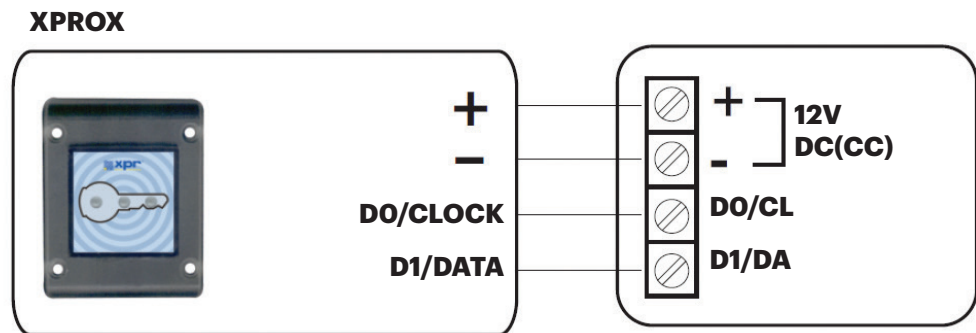 XPROX
xpr
+ +
− -
12V
DC(CC)
D0/CLOCK D0/CL
D1/DATA D1/DA